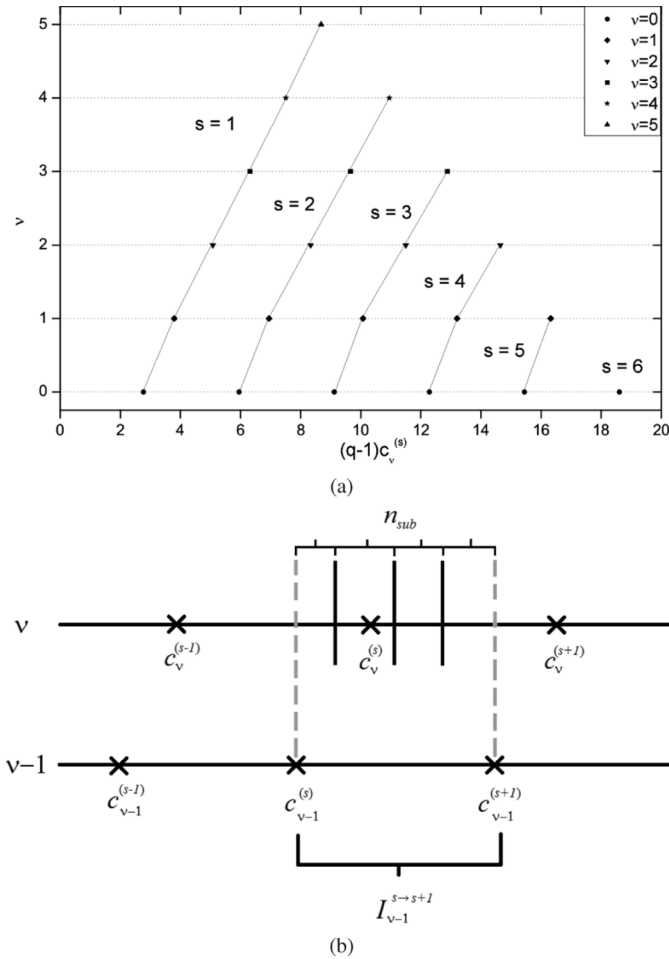 5
4
3
2
1
0
ν
ν=0
ν=1
ν=2
ν=3
ν=4
ν=5
s = 1
s = 2
s = 3
s = 4
s = 5
s = 6
0 2 4 6 8 10 12 14 16 18 20
(q-1)c_ν^(s)
(a)
n_sub
ν
c_ν^(s-1) c_ν^(s) c_ν^(s+1)
ν−1
c_ν−1^(s-1) c_ν−1^(s) c_ν−1^(s+1)
I_ν−1^s→s+1
(b)